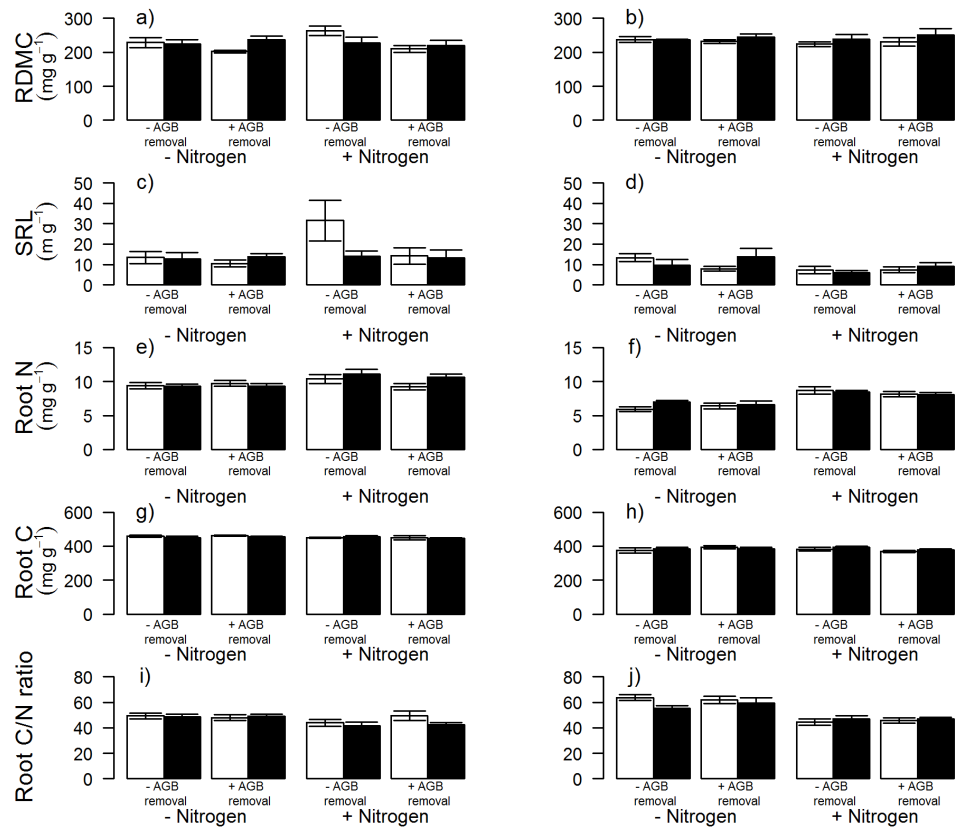 a)
b)
RDMC
(mg g⁻¹)
300
200
100
0
300
200
100
0
- AGB removal
+ AGB removal
- AGB removal
+ AGB removal
- AGB removal
+ AGB removal
- AGB removal
+ AGB removal
- Nitrogen
+ Nitrogen
- Nitrogen
+ Nitrogen
c)
d)
SRL
(m g⁻¹)
50
40
30
20
10
0
50
40
30
20
10
0
- AGB removal
+ AGB removal
- AGB removal
+ AGB removal
- AGB removal
+ AGB removal
- AGB removal
+ AGB removal
- Nitrogen
+ Nitrogen
- Nitrogen
+ Nitrogen
e)
f)
Root N
(mg g⁻¹)
15
10
5
0
15
10
5
0
- AGB removal
+ AGB removal
- AGB removal
+ AGB removal
- AGB removal
+ AGB removal
- AGB removal
+ AGB removal
- Nitrogen
+ Nitrogen
- Nitrogen
+ Nitrogen
g)
h)
Root C
(mg g⁻¹)
600
400
200
0
600
400
200
0
- AGB removal
+ AGB removal
- AGB removal
+ AGB removal
- AGB removal
+ AGB removal
- AGB removal
+ AGB removal
- Nitrogen
+ Nitrogen
- Nitrogen
+ Nitrogen
i)
j)
Root C/N ratio
80
60
40
20
0
80
60
40
20
0
- AGB removal
+ AGB removal
- AGB removal
+ AGB removal
- AGB removal
+ AGB removal
- AGB removal
+ AGB removal
- Nitrogen
+ Nitrogen
- Nitrogen
+ Nitrogen